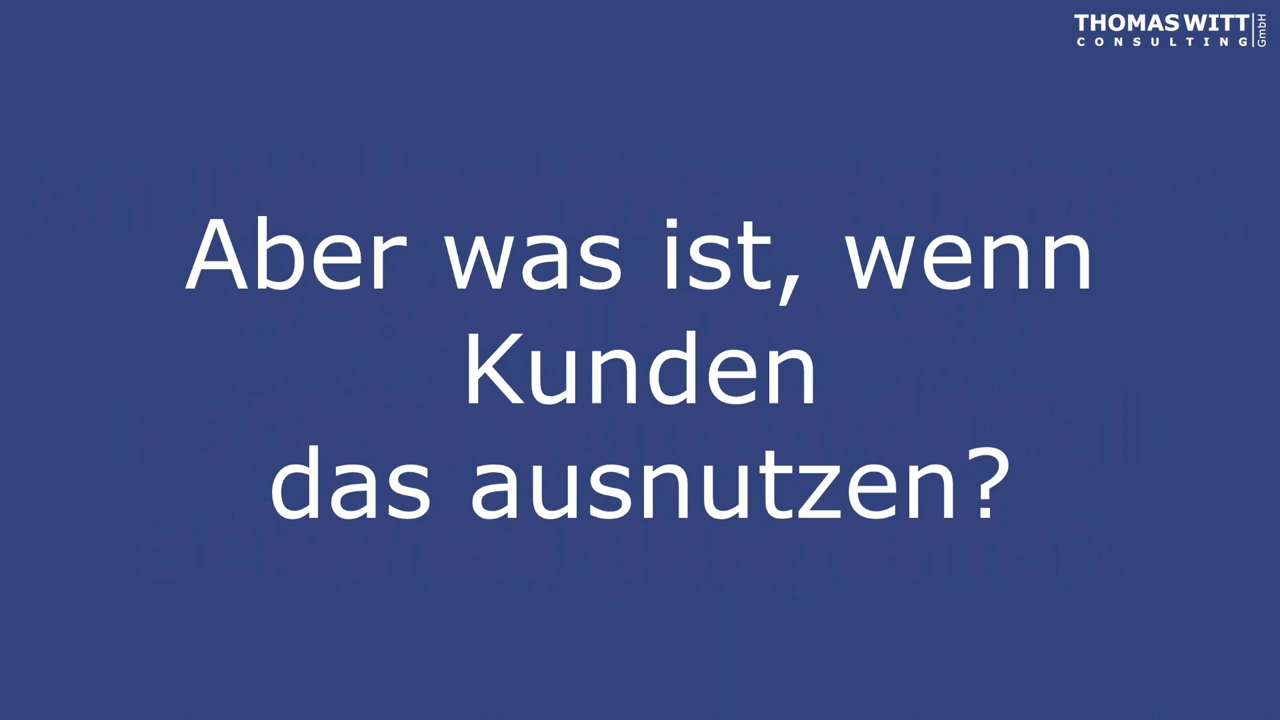 THOMAS WITT
CONSULTING
GmbH
Aber was ist, wenn
Kunden
das ausnutzen?